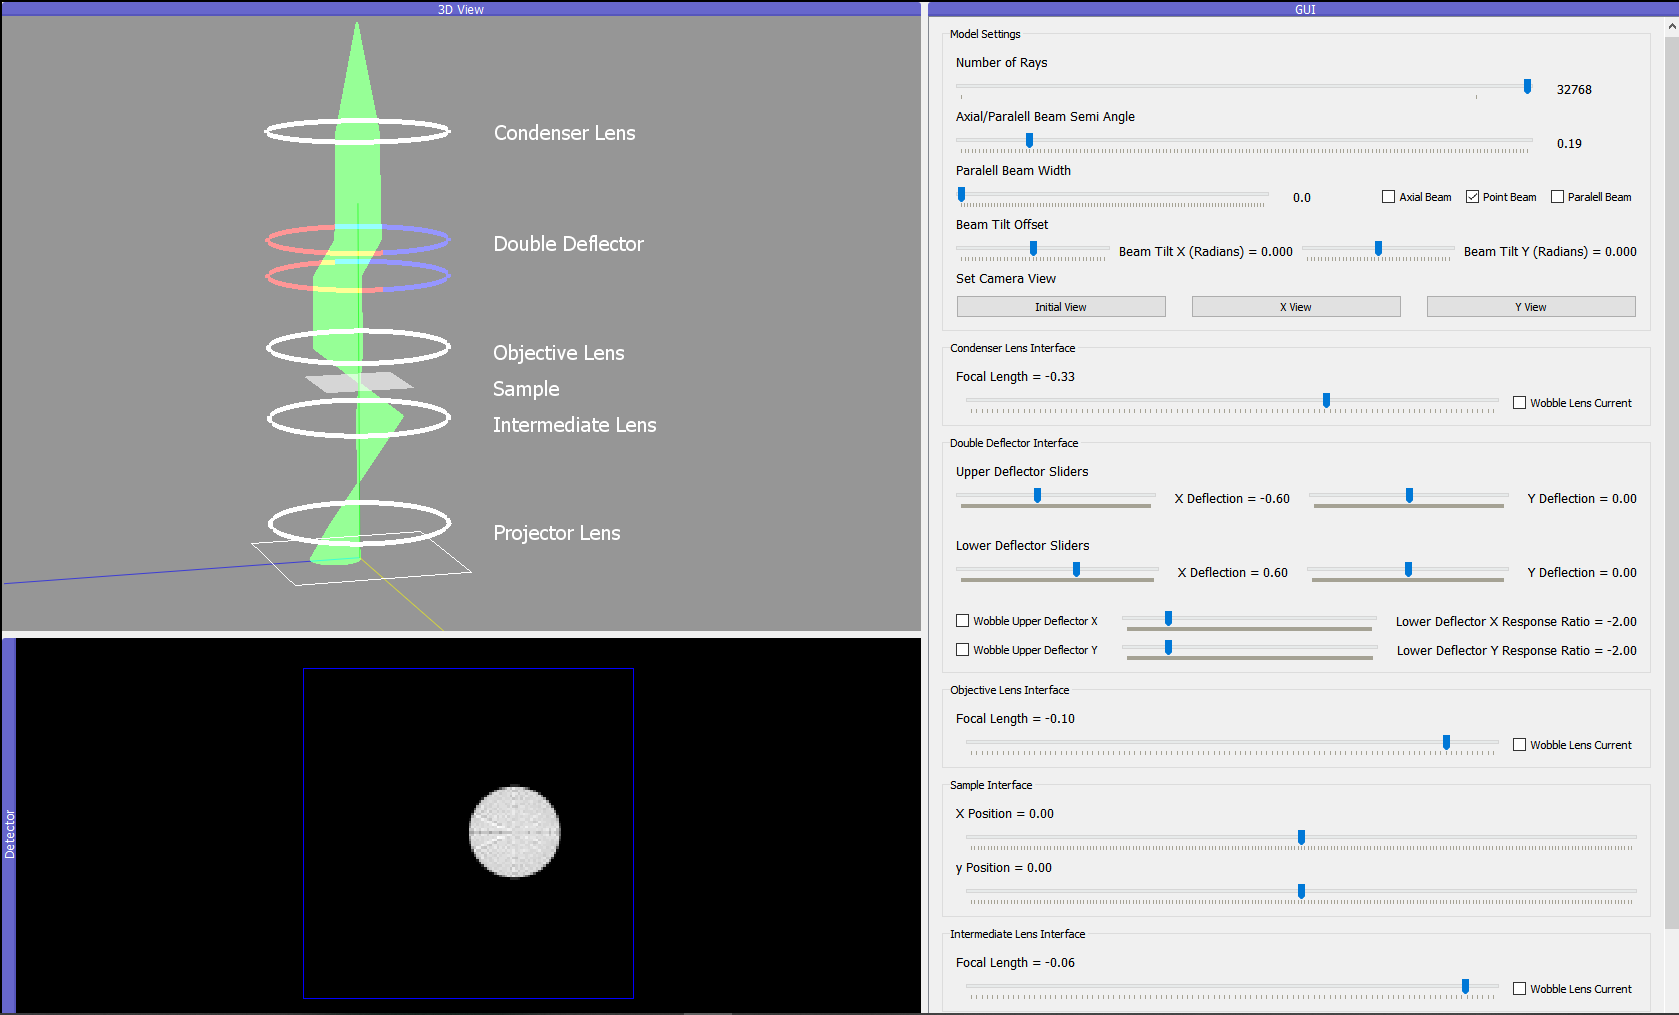 3D View
Condenser Lens
Double Deflector
Objective Lens
Sample
Intermediate Lens
Projector Lens
Detector
GUI
Model Settings
Number of Rays
32768
Axial/Paralell Beam Semi Angle
0.19
Paralell Beam Width
0.0
Axial Beam
Point Beam
Paralell Beam
Beam Tilt Offset
Beam Tilt X (Radians) = 0.000
Beam Tilt Y (Radians) = 0.000
Set Camera View
Initial View
X View
Y View
Condenser Lens Interface
Focal Length = -0.33
Wobble Lens Current
Double Deflector Interface
Upper Deflector Sliders
X Deflection = -0.60
Y Deflection = 0.00
Lower Deflector Sliders
X Deflection = 0.60
Y Deflection = 0.00
Wobble Upper Deflector X
Lower Deflector X Response Ratio = -2.00
Wobble Upper Deflector Y
Lower Deflector Y Response Ratio = -2.00
Objective Lens Interface
Focal Length = -0.10
Wobble Lens Current
Sample Interface
X Position = 0.00
y Position = 0.00
Intermediate Lens Interface
Focal Length = -0.06
Wobble Lens Current